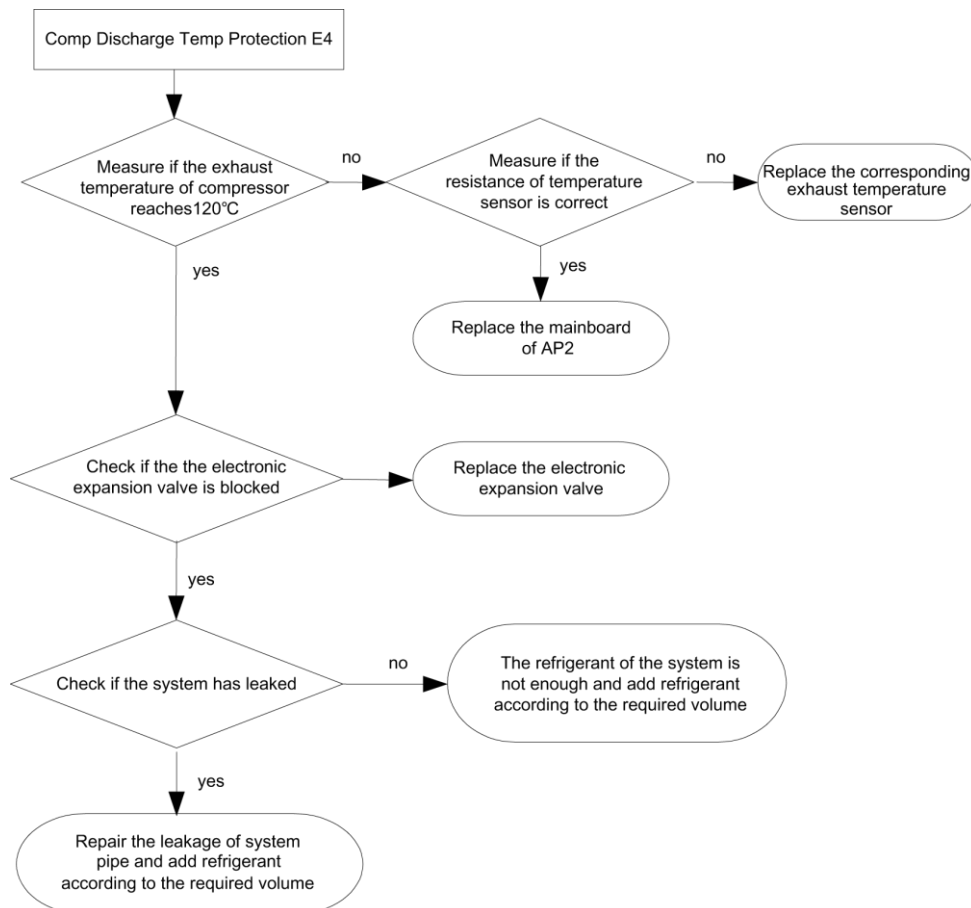 Comp Discharge Temp Protection E4
Measure if the exhaust
temperature of compressor
reaches120℃
no
Measure if the
resistance of temperature
sensor is correct
no
Replace the corresponding
exhaust temperature
sensor
yes
yes
Replace the mainboard
of AP2
Check if the the electronic
expansion valve is blocked
Replace the electronic
expansion valve
yes
Check if the system has leaked
no
The refrigerant of the system is
not enough and add refrigerant
according to the required volume
yes
Repair the leakage of system
pipe and add refrigerant
according to the required volume